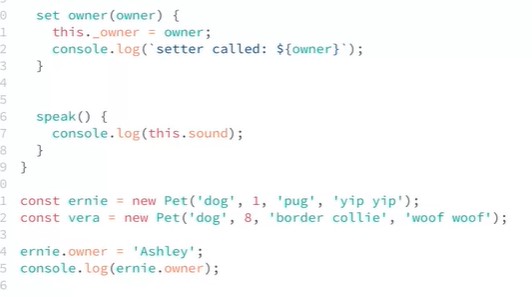 0 set owner(owner) {
1 this._owner = owner;
2 console.log(`setter called: ${owner}`);
3 }
4
5
6 speak() {
7 console.log(this.sound);
8 }
9 }
0
1 const ernie = new Pet('dog', 1, 'pug', 'yip yip');
2 const vera = new Pet('dog', 8, 'border collie', 'woof woof');
3
4 ernie.owner = 'Ashley';
5 console.log(ernie.owner);
6